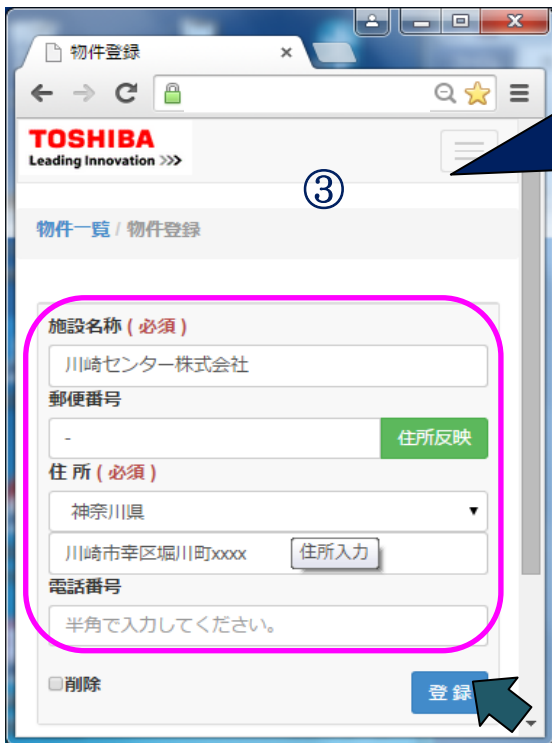 物件登録
TOSHIBA
Leading Innovation >>>
③
物件一覧 / 物件登録
施設名称 ( 必須 )
川崎センター株式会社
郵便番号
-
住所反映
住 所 ( 必須 )
神奈川県
川崎市幸区堀川町xxxx
住所入力
電話番号
半角で入力してください。
削除
登 録